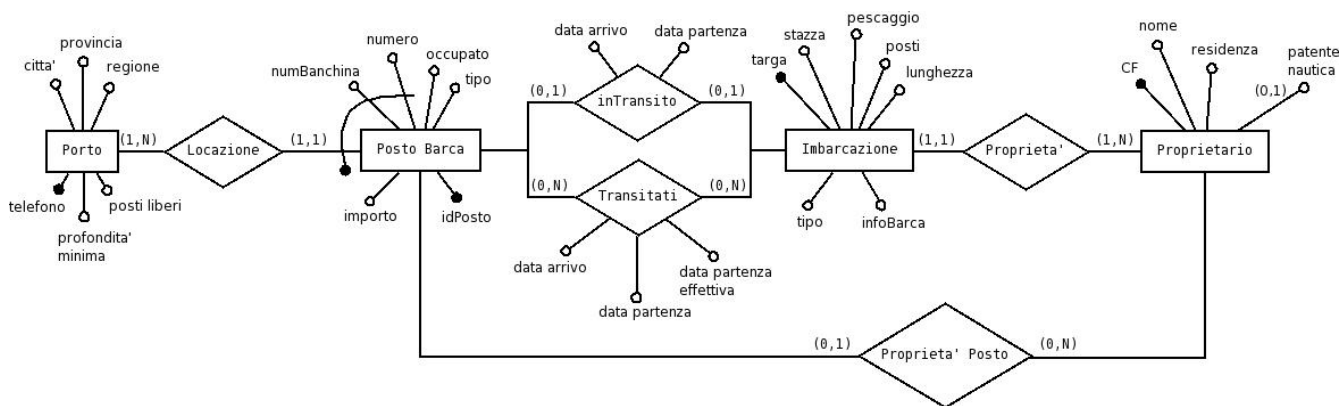 provincia
citta'
regione
Porto
(1,N)
Locazione
(1,1)
telefono
posti liberi
profondita'
minima
numBanchina
numero
occupato
tipo
Posto Barca
importo
idPosto
data arrivo
data partenza
(0,1)
inTransito
(0,1)
(0,N)
Transitati
(0,N)
data arrivo
data partenza
data partenza
effettiva
targa
stazza
pescaggio
posti
lunghezza
Imbarcazione
tipo
infoBarca
(1,1)
Proprieta'
(1,N)
CF
nome
residenza
patente
nautica
(0,1)
Proprietario
(0,1)
Proprieta' Posto
(0,N)